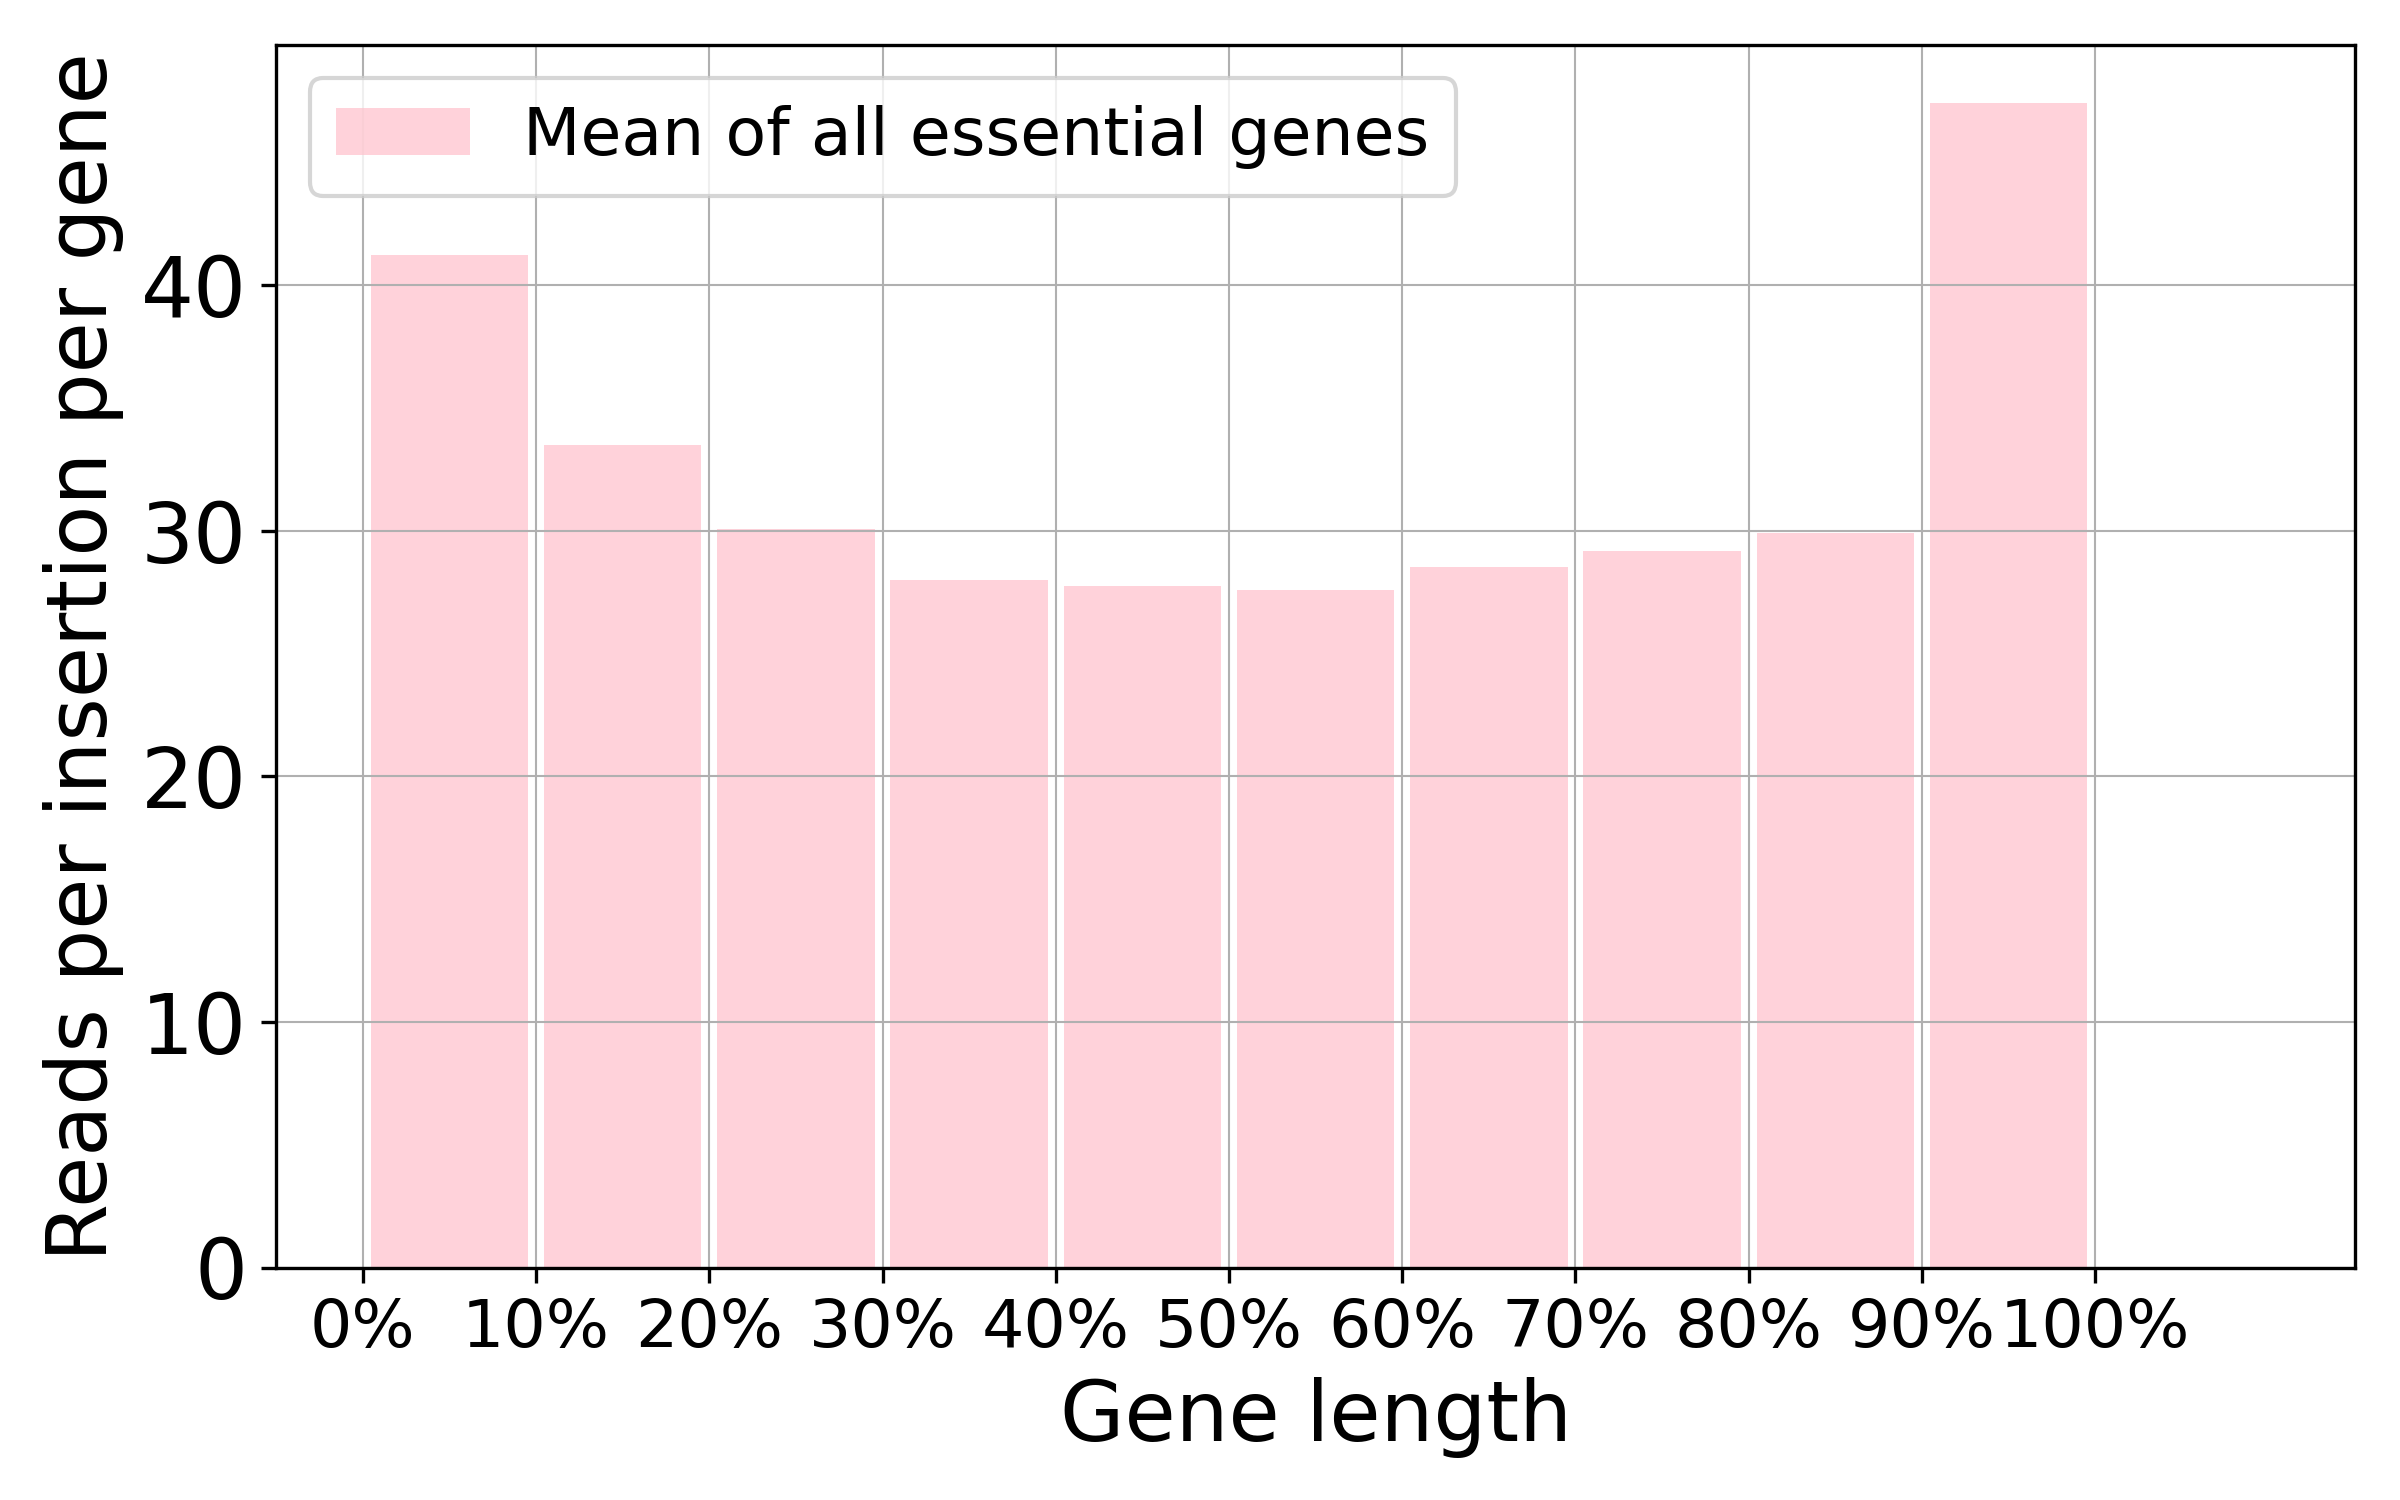 Reads per insertion per gene
Mean of all essential genes
40
30
20
10
0
0% 10% 20% 30% 40% 50% 60% 70% 80% 90% 100%
Gene length